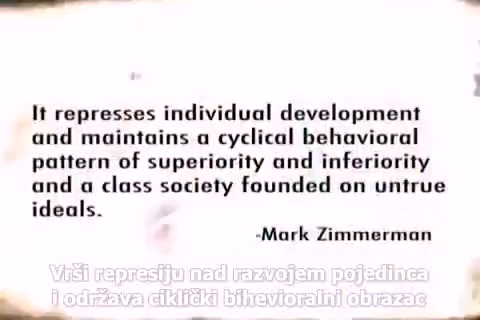 It represses individual development
and maintains a cyclical behavioral
pattern of superiority and inferiority
and a class society founded on untrue
ideals.
-Mark Zimmerman
Vrši represiju nad razvojem pojedinca
i održava ciklički bihevioralni obrazac